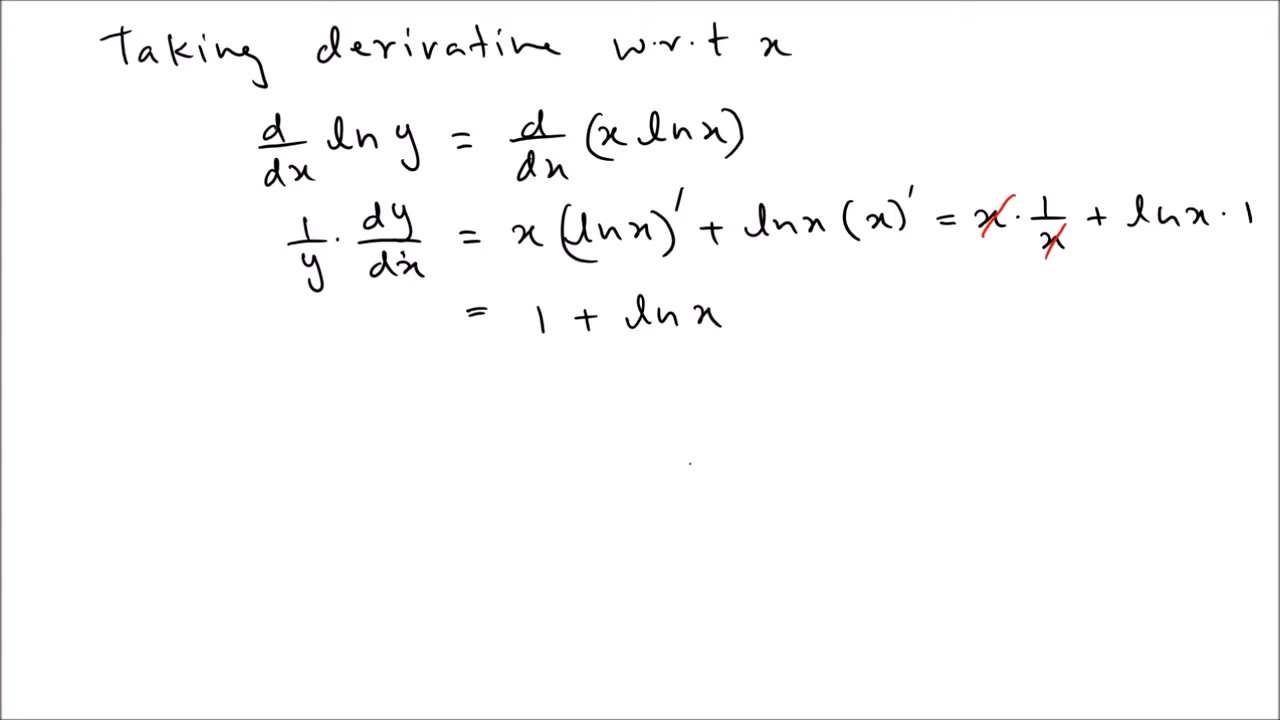 Taking derivative w.r.t x
d/dx ln y = d/dx (x ln x)
1/y · dy/dx = x (ln x)' + ln x (x)' = x · 1/x + ln x · 1
= 1 + ln x